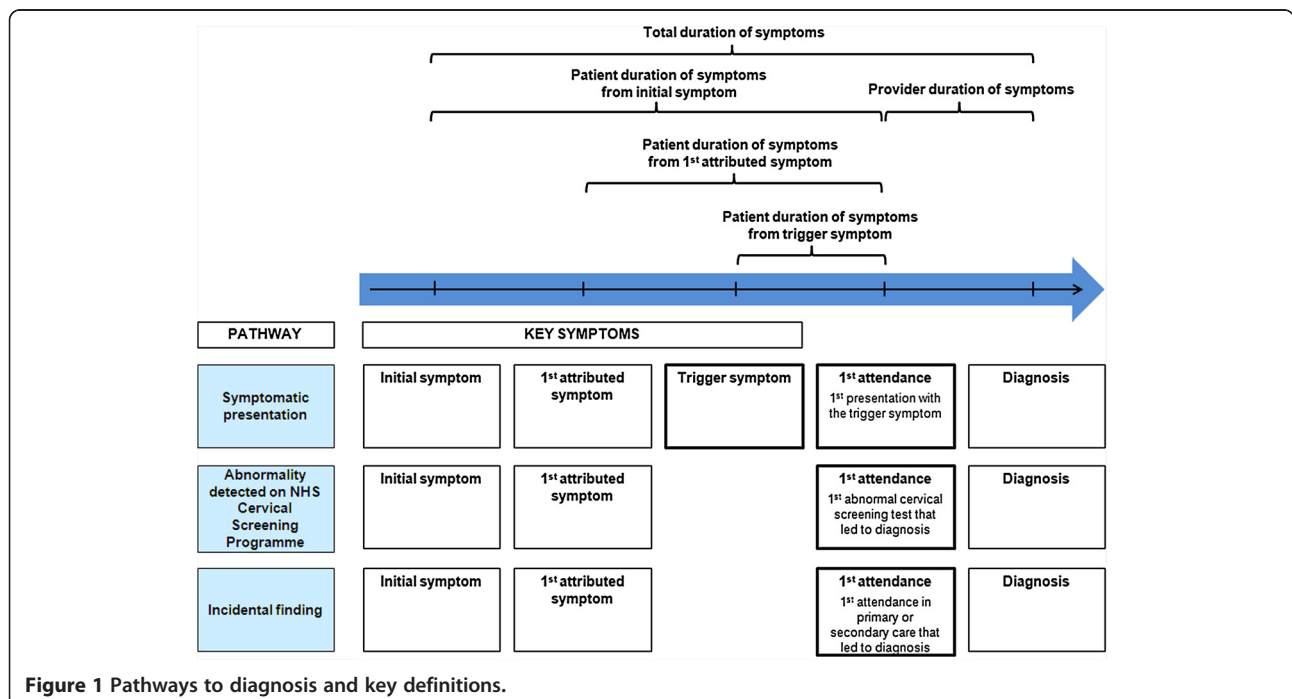 Total duration of symptoms
Patient duration of symptoms
from initial symptom
Provider duration of symptoms
Patient duration of symptoms
from 1st attributed symptom
Patient duration of symptoms
from trigger symptom
PATHWAY
KEY SYMPTOMS
Symptomatic
presentation
Initial symptom
1st attributed
symptom
Trigger symptom
1st attendance
1st presentation with
the trigger symptom
Diagnosis
Abnormality
detected on NHS
Cervical
Screening
Programme
Initial symptom
1st attributed
symptom
1st attendance
1st abnormal cervical
screening test that
led to diagnosis
Diagnosis
Incidental finding
Initial symptom
1st attributed
symptom
1st attendance
1st attendance in
primary or
secondary care that
led to diagnosis
Diagnosis
Figure 1 Pathways to diagnosis and key definitions.